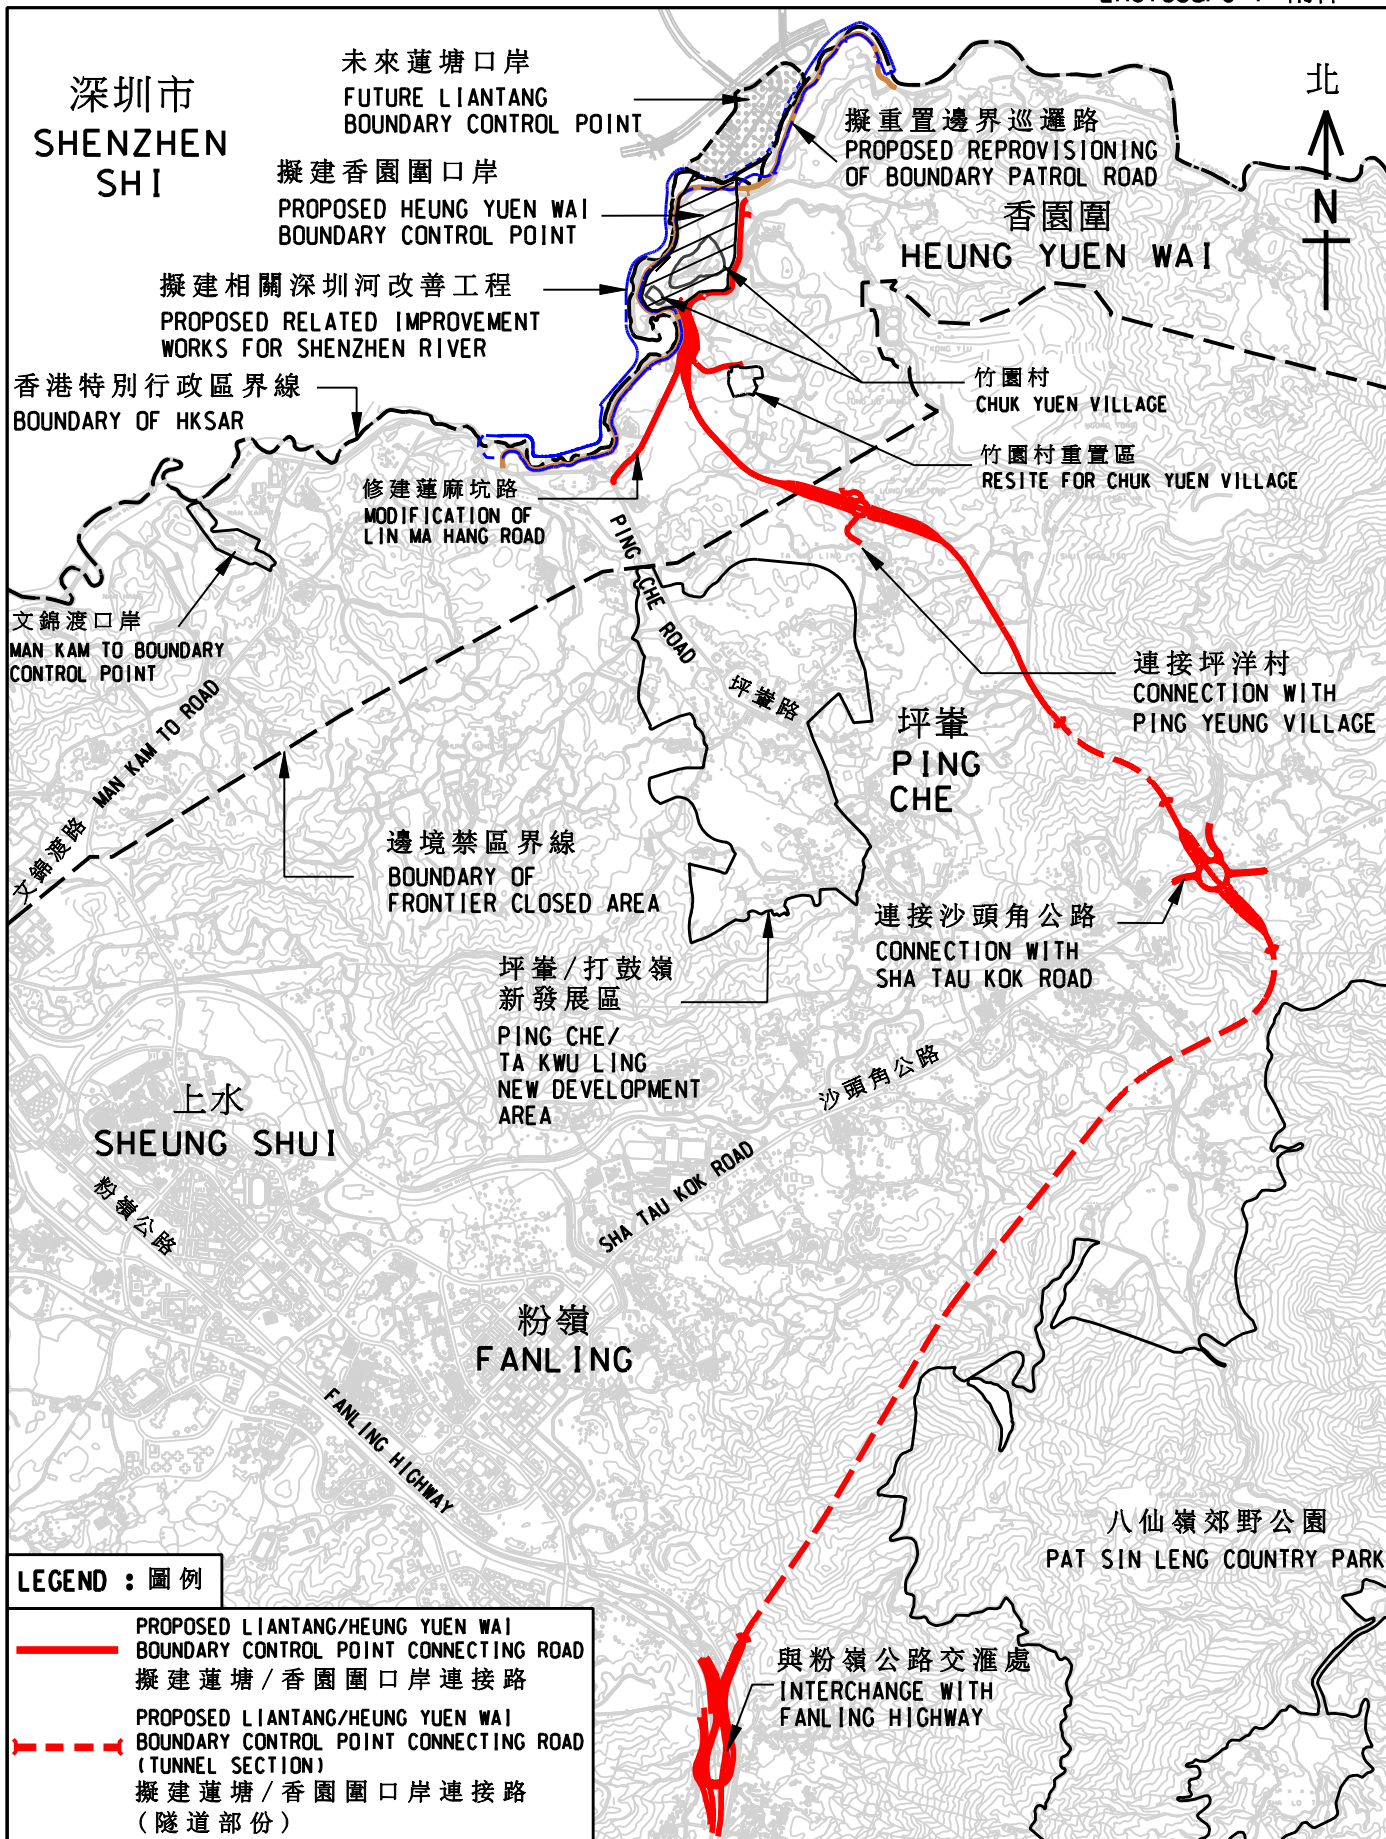 深圳市
SHENZHEN
SHI
未來蓮塘口岸
FUTURE LIANTANG
BOUNDARY CONTROL POINT
擬建香園圍口岸
PROPOSED HEUNG YUEN WAI
BOUNDARY CONTROL POINT
擬建相關深圳河改善工程
PROPOSED RELATED IMPROVEMENT
WORKS FOR SHENZHEN RIVER
香港特別行政區界線
BOUNDARY OF HKSAR
擬重置邊界巡邏路
PROPOSED REPROVISIONING
OF BOUNDARY PATROL ROAD
北
N
香園圍
HEUNG YUEN WAI
竹園村
CHUK YUEN VILLAGE
竹園村重置區
RESITE FOR CHUK YUEN VILLAGE
修建蓮麻坑路
MODIFICATION OF
LIN MA HANG ROAD
PING CHE ROAD
坪輋路
文錦渡口岸
MAN KAM TO BOUNDARY
CONTROL POINT
文錦渡路 MAN KAM TO ROAD
連接坪洋村
CONNECTION WITH
PING YEUNG VILLAGE
坪輋
PING
CHE
邊境禁區界線
BOUNDARY OF
FRONTIER CLOSED AREA
連接沙頭角公路
CONNECTION WITH
SHA TAU KOK ROAD
坪輋/打鼓嶺
新發展區
PING CHE/
TA KWU LING
NEW DEVELOPMENT
AREA
沙頭角公路
SHA TAU KOK ROAD
上水
SHEUNG SHUI
粉嶺公路
粉嶺
FANLING
FANLING HIGHWAY
八仙嶺郊野公園
PAT SIN LENG COUNTRY PARK
與粉嶺公路交滙處
INTERCHANGE WITH
FANLING HIGHWAY
LEGEND : 圖例
PROPOSED LIANTANG/HEUNG YUEN WAI
BOUNDARY CONTROL POINT CONNECTING ROAD
擬建蓮塘/香園圍口岸連接路
PROPOSED LIANTANG/HEUNG YUEN WAI
BOUNDARY CONTROL POINT CONNECTING ROAD
(TUNNEL SECTION)
擬建蓮塘/香園圍口岸連接路
(隧道部份)